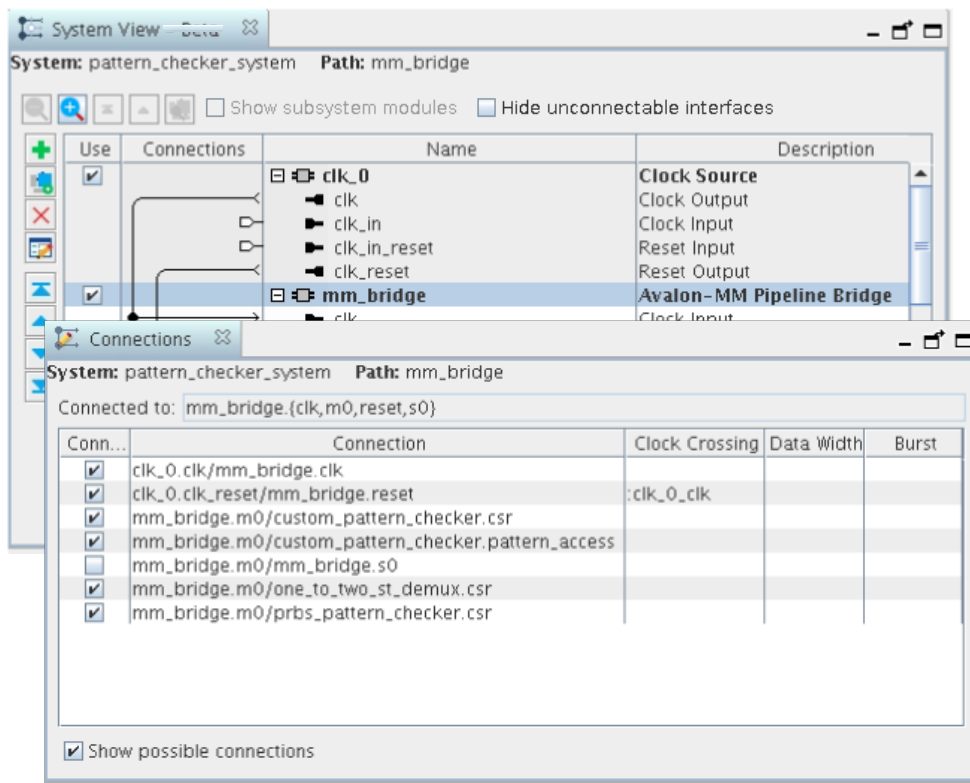 System View - Beta
System: pattern_checker_system Path: mm_bridge
Show subsystem modules Hide unconnectable interfaces
Use Connections Name Description
clk_0 Clock Source
clk Clock Output
clk_in Clock Input
clk_in_reset Reset Input
clk_reset Reset Output
mm_bridge Avalon-MM Pipeline Bridge
clk Clock Input
Connections
System: pattern_checker_system Path: mm_bridge
Connected to: mm_bridge.{clk,m0,reset,s0}
Conn... Connection Clock Crossing Data Width Burst
clk_0.clk/mm_bridge.clk
clk_0.clk_reset/mm_bridge.reset :clk_0_clk
mm_bridge.m0/custom_pattern_checker.csr
mm_bridge.m0/custom_pattern_checker.pattern_access
mm_bridge.m0/mm_bridge.s0
mm_bridge.m0/one_to_two_st_demux.csr
mm_bridge.m0/prbs_pattern_checker.csr
Show possible connections